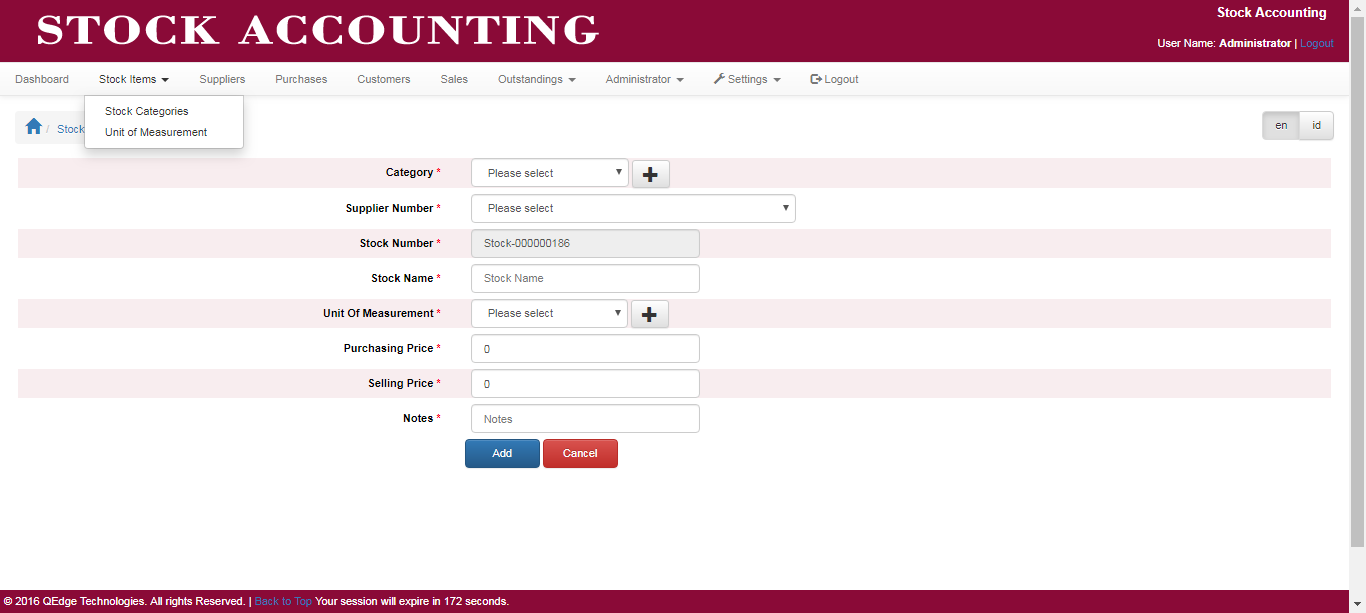 STOCK ACCOUNTING
Stock Accounting
User Name: Administrator | Logout
Dashboard Stock Items Suppliers Purchases Customers Sales Outstandings Administrator Settings Logout
Stock Categories
Unit of Measurement
/ Stock
en id
Category * Please select
Supplier Number * Please select
Stock Number * Stock-000000186
Stock Name * Stock Name
Unit Of Measurement * Please select
Purchasing Price * 0
Selling Price * 0
Notes * Notes
Add Cancel
© 2016 QEdge Technologies. All rights Reserved. | Back to Top Your session will expire in 172 seconds.